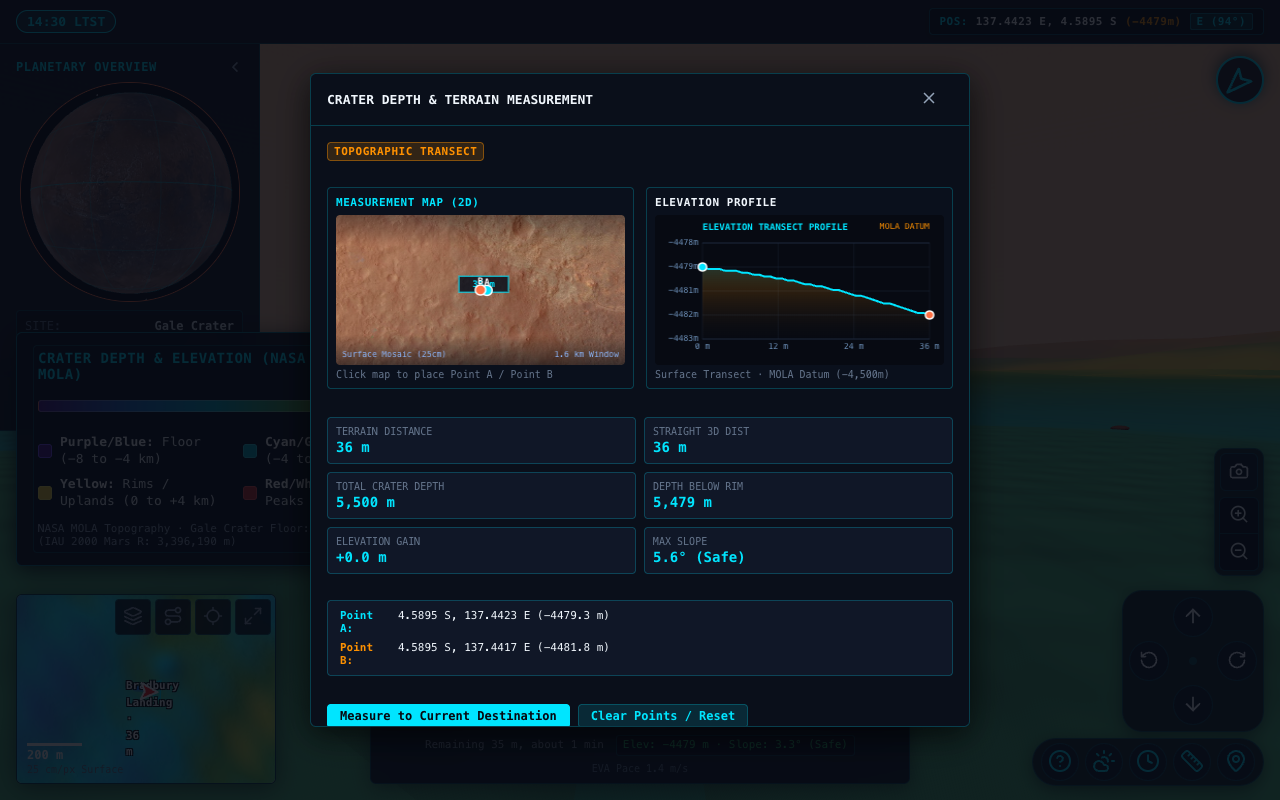 14:30 LTST
POS: 137.4423 E, 4.5895 S (−4479m) E (94°)
PLANETARY OVERVIEW
SITE: Gale Crater
CRATER DEPTH & ELEVATION (NASA
MOLA)
Purple/Blue: Floor
(−8 to −4 km)
Yellow: Rims /
Uplands (0 to +4 km)
Peaks
NASA MOLA Topography · Gale Crater Floor:
(IAU 2000 Mars R: 3,396,190 m)
Bradbury
Landing
·
36
m
200 m
CRATER DEPTH & TERRAIN MEASUREMENT
TOPOGRAPHIC TRANSECT
MEASUREMENT MAP (2D)
B A
Surface Mosaic (25cm) 1.6 km Window
Click map to place Point A / Point B
ELEVATION PROFILE
ELEVATION TRANSECT PROFILE MOLA DATUM
−4478m
−4479m
−4481m
−4482m
−4483m
0 m 12 m 24 m 36 m
Surface Transect · MOLA Datum (−4,500m)
TERRAIN DISTANCE
36 m
STRAIGHT 3D DIST
36 m
TOTAL CRATER DEPTH
5,500 m
DEPTH BELOW RIM
5,479 m
ELEVATION GAIN
+0.0 m
MAX SLOPE
5.6° (Safe)
Point A: 4.5895 S, 137.4423 E (−4479.3 m)
Point B: 4.5895 S, 137.4417 E (−4481.8 m)
Measure to Current Destination
Clear Points / Reset
Remaining 35 m, about 1 min Elev: −4479 m · Slope: 3.3° (Safe)
EVA Pace 1.4 m/s